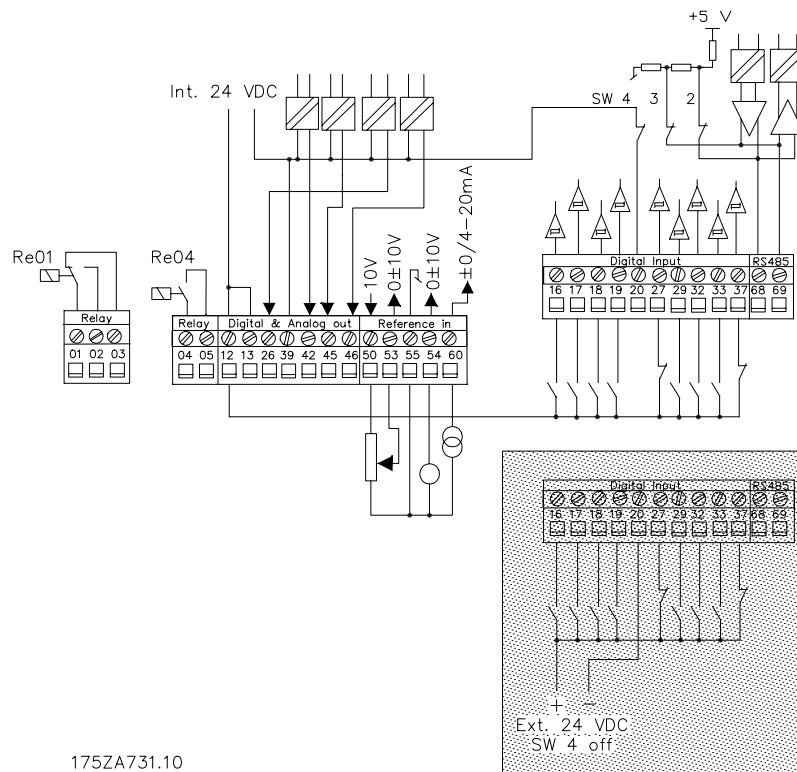 +5 V
Int. 24 VDC
SW 4 3 2
10V
0±10V
0±10V
±0/4-20mA
Re01
Re04
Relay
01 02 03
Relay Digital & Analog out Reference in
04 05 12 13 26 39 42 45 46 50 53 55 54 60
Digital Input RS485
16 17 18 19 20 27 29 32 33 37 68 69
Digital Input RS485
16 17 18 19 20 27 29 32 33 37 68 69
+ -
Ext. 24 VDC
SW 4 off
175ZA731.10